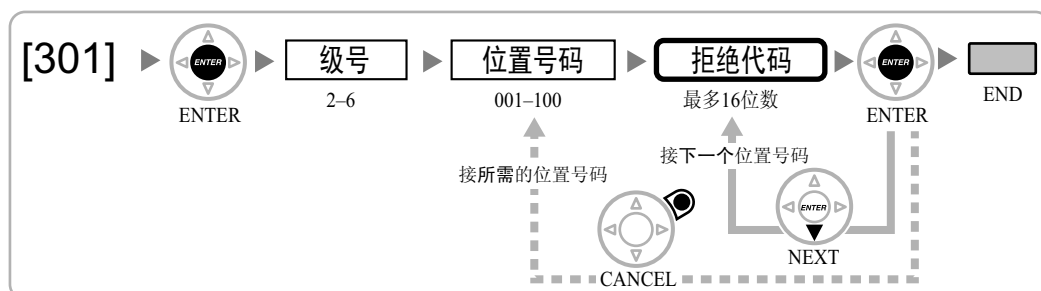 [301]
ENTER
ENTER
级号
2–6
位置号码
001–100
拒绝代码
最多16位数
ENTER
ENTER
END
接所需的位置号码
CANCEL
接下一个位置号码
ENTER
NEXT